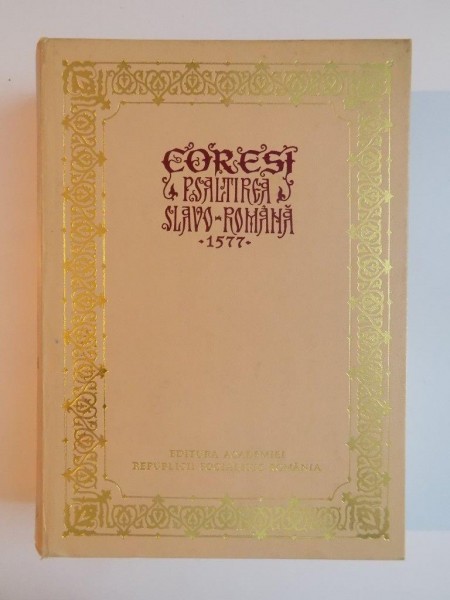 CORESI
PSALTIREA
SLAVO-ROMÂNĂ
·1577·
EDITURA ACADEMIEI
REPUBLICII SOCIALISTE ROMÂNIA